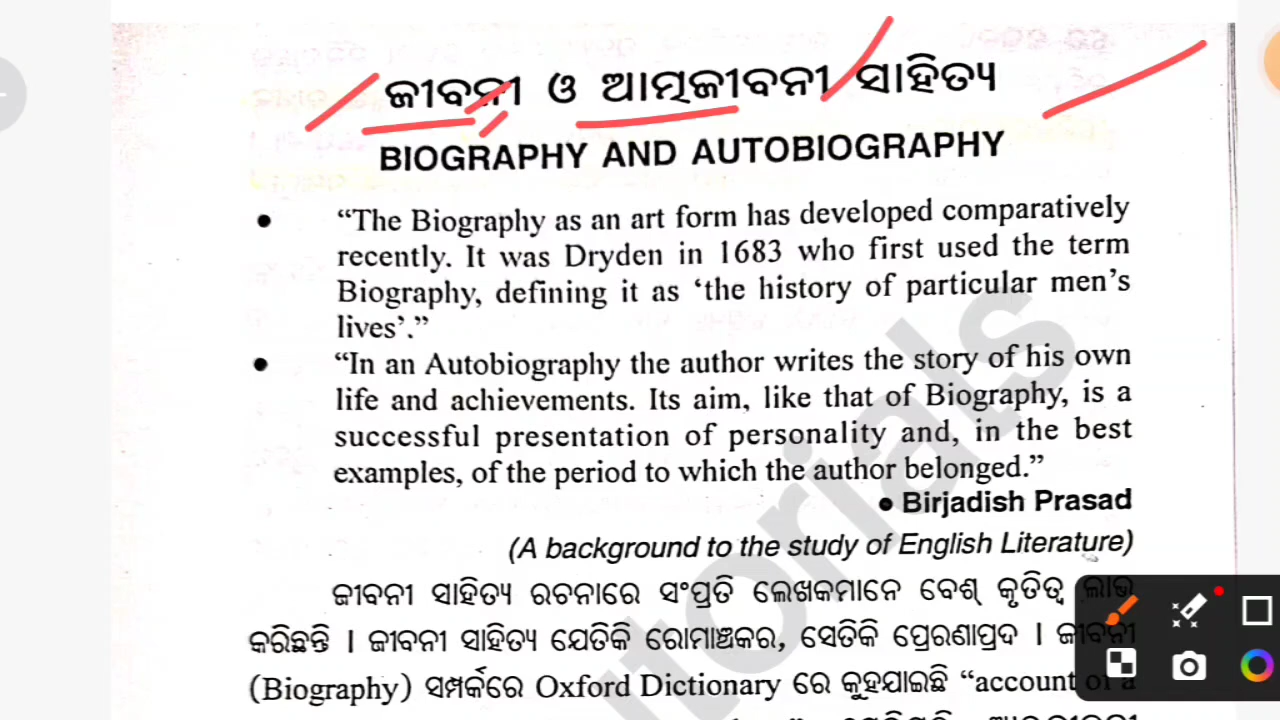 ଜୀବନୀ ଓ ଆତ୍ମଜୀବନୀ ସାହିତ୍ୟ
BIOGRAPHY AND AUTOBIOGRAPHY
• “The Biography as an art form has developed comparatively
recently. It was Dryden in 1683 who first used the term
Biography, defining it as ‘the history of particular men’s
lives’.”
• “In an Autobiography the author writes the story of his own
life and achievements. Its aim, like that of Biography, is a
successful presentation of personality and, in the best
examples, of the period to which the author belonged.”
• Birjadish Prasad
(A background to the study of English Literature)
ଜୀବନୀ ସାହିତ୍ୟ ରଚନାରେ ସଂପ୍ରତି ଲେଖକମାନେ ବେଶ୍ କୃତିତ୍ୱ ଲାଭ
କରିଛନ୍ତି । ଜୀବନୀ ସାହିତ୍ୟ ଯେତିକି ରୋମାଞ୍ଚକର, ସେତିକି ପ୍ରେରଣାପ୍ରଦ । ଜୀବନୀ
(Biography) ସମ୍ପର୍କରେ Oxford Dictionary ରେ କୁହଯାଇଛି “account of a